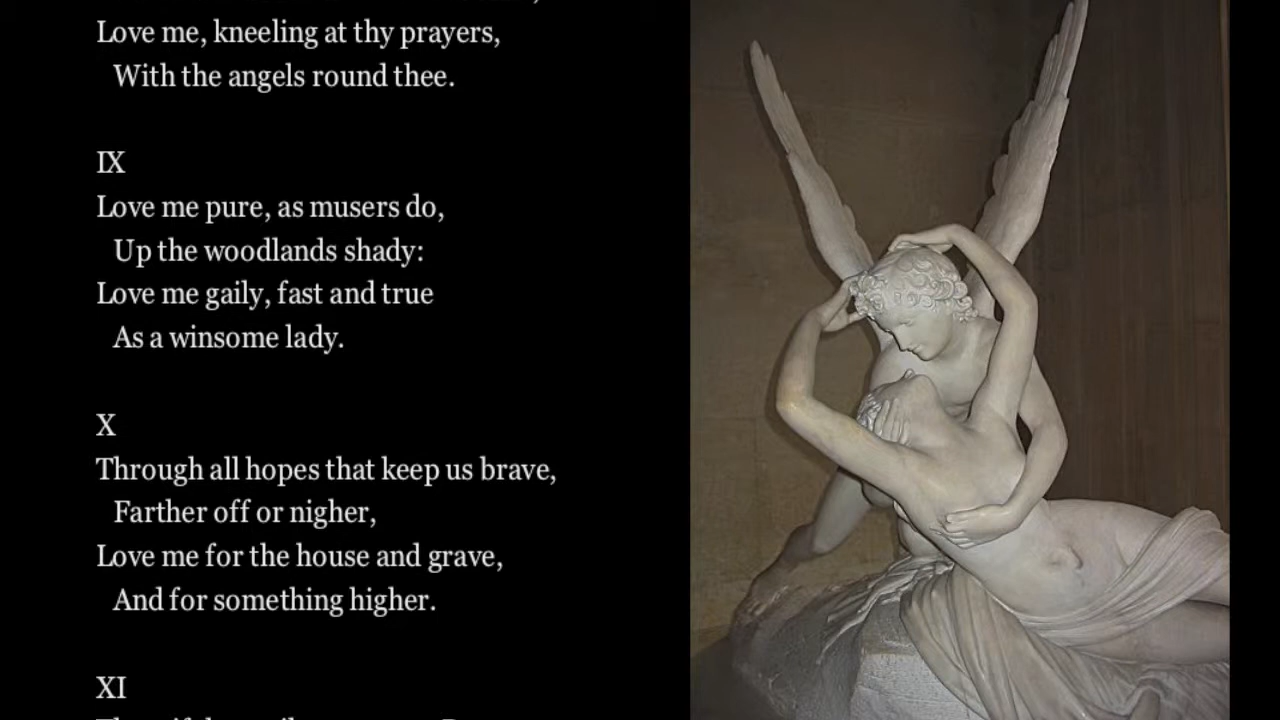 Love me, kneeling at thy prayers,
With the angels round thee.
IX
Love me pure, as musers do,
Up the woodlands shady:
Love me gaily, fast and true
As a winsome lady.
X
Through all hopes that keep us brave,
Farther off or nigher,
Love me for the house and grave,
And for something higher.
XI